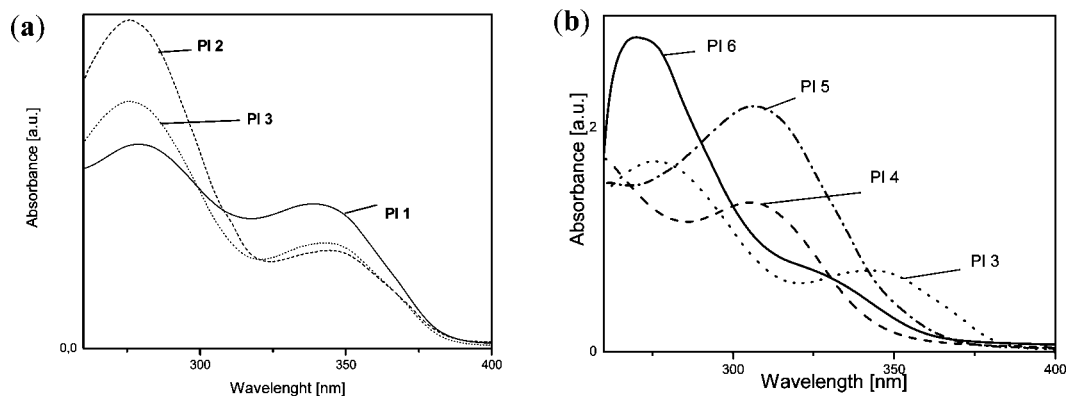 (a)
PI 2
PI 3
PI 1
Absorbance [a.u.]
0,0
300
350
400
Wavelenght [nm]
(b)
PI 6
PI 5
PI 4
PI 3
Absorbance [a.u.]
2
0
300
350
400
Wavelength [nm]